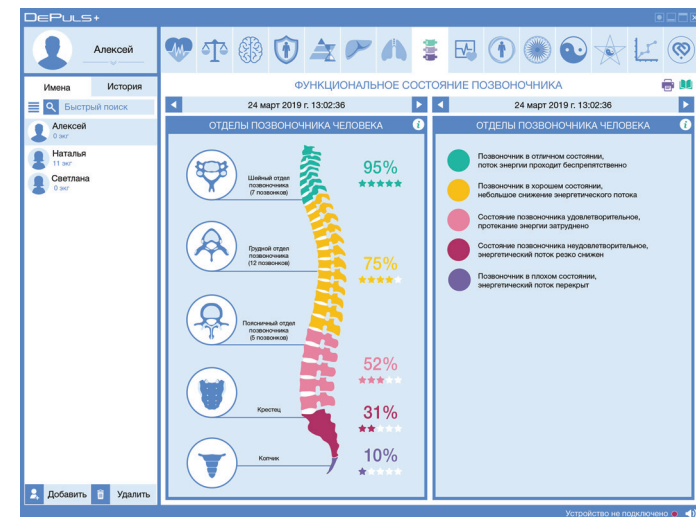 DEPULS+
Алексей
Имена
История
Быстрый поиск
Алексей
0 экг
Наталья
11 экг
Светлана
0 экг
Добавить
Удалить
ФУНКЦИОНАЛЬНОЕ СОСТОЯНИЕ ПОЗВОНОЧНИКА
24 март 2019 г. 13:02:36
24 март 2019 г. 13:02:36
ОТДЕЛЫ ПОЗВОНОЧНИКА ЧЕЛОВЕКА
Шейный отдел
позвоночника
(7 позвонков)
95%
Грудной отдел
позвоночника
(12 позвонков)
75%
Поясничный отдел
позвоночника
(5 позвонков)
52%
Крестец
31%
Копчик
10%
ОТДЕЛЫ ПОЗВОНОЧНИКА ЧЕЛОВЕКА
Позвоночник в отличном состоянии,
поток энергии проходит беспрепятственно
Позвоночник в хорошем состоянии,
небольшое снижение энергетического потока
Состояние позвоночника удовлетворительное,
протекание энергии затруднено
Состояние позвоночника неудовлетворительное,
энергетический поток резко снижен
Позвоночник в плохом состоянии,
энергетический поток перекрыт
Устройство не подключено